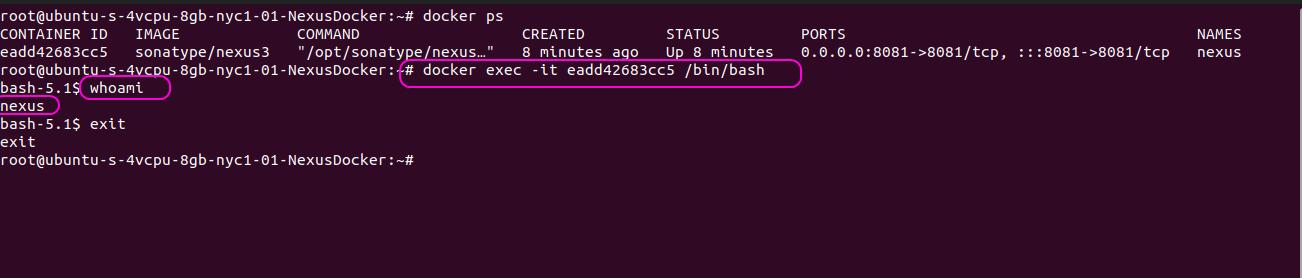 root@ubuntu-s-4vcpu-8gb-nyc1-01-NexusDocker:~# docker ps
CONTAINER ID   IMAGE             COMMAND                  CREATED         STATUS         PORTS                                       NAMES
eadd42683cc5   sonatype/nexus3   "/opt/sonatype/nexus…"   8 minutes ago   Up 8 minutes   0.0.0.0:8081->8081/tcp, :::8081->8081/tcp   nexus
root@ubuntu-s-4vcpu-8gb-nyc1-01-NexusDocker:~# docker exec -it eadd42683cc5 /bin/bash
bash-5.1$ whoami
nexus
bash-5.1$ exit
exit
root@ubuntu-s-4vcpu-8gb-nyc1-01-NexusDocker:~#